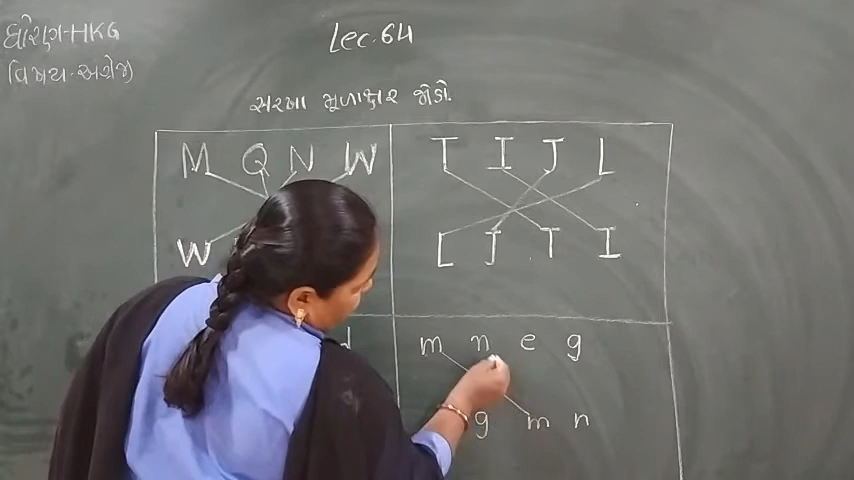 ધોરણ-HKG
Lec.64
વિષય-અંગ્રેજી
સરખા મૂળાક્ષર જોડો.
M Q N W
T I J L
W
L J T I
m n e g
g m n